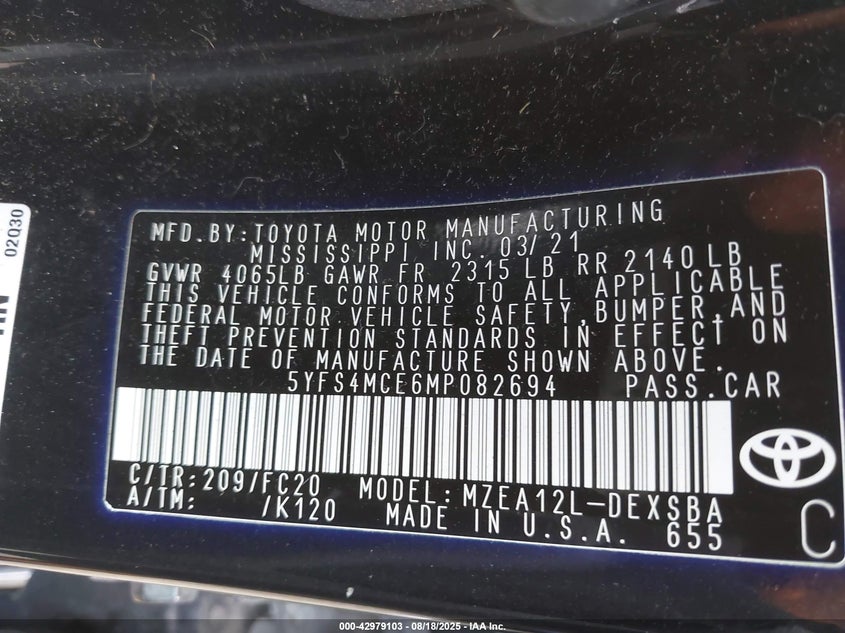 02030
MFD.BY:TOYOTA MOTOR MANUFACTURING
MISSISSIPPI INC. 03/21
GVWR 4065LB GAWR FR 2315 LB RR 2140 LB
THIS VEHICLE CONFORMS TO ALL APPLICABLE
FEDERAL MOTOR VEHICLE SAFETY,BUMPER,AND
THEFT PREVENTION STANDARDS IN EFFECT ON
THE DATE OF MANUFACTURE SHOWN ABOVE.
5YFS4MCE6MP082694 PASS.CAR
C/TR:209/FC20 MODEL:MZEA12L-DEXSBA
A/TM: /K120 MADE IN U.S.A. 655
C
000-42979103 - 08/18/2025 - IAA Inc.